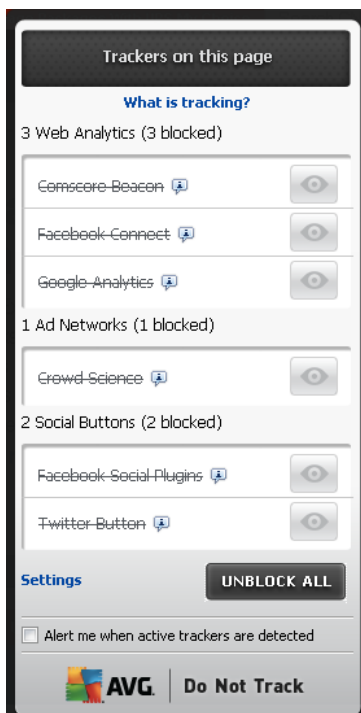 Trackers on this page
What is tracking?
3 Web Analytics (3 blocked)
Comscore Beacon
Facebook Connect
Google Analytics
1 Ad Networks (1 blocked)
Crowd Science
2 Social Buttons (2 blocked)
Facebook Social Plugins
Twitter Button
Settings UNBLOCK ALL
Alert me when active trackers are detected
AVG. Do Not Track